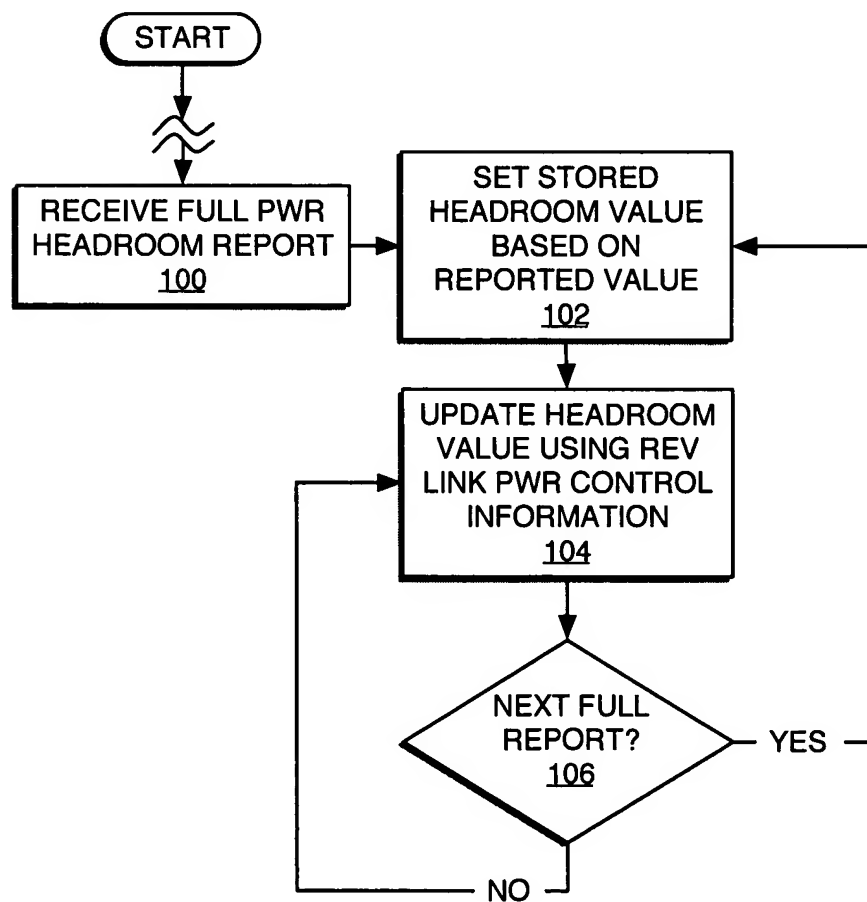 START
RECEIVE FULL PWR
HEADROOM REPORT
100
SET STORED
HEADROOM VALUE
BASED ON
REPORTED VALUE
102
UPDATE HEADROOM
VALUE USING REV
LINK PWR CONTROL
INFORMATION
104
NEXT FULL
REPORT?
106
YES
NO